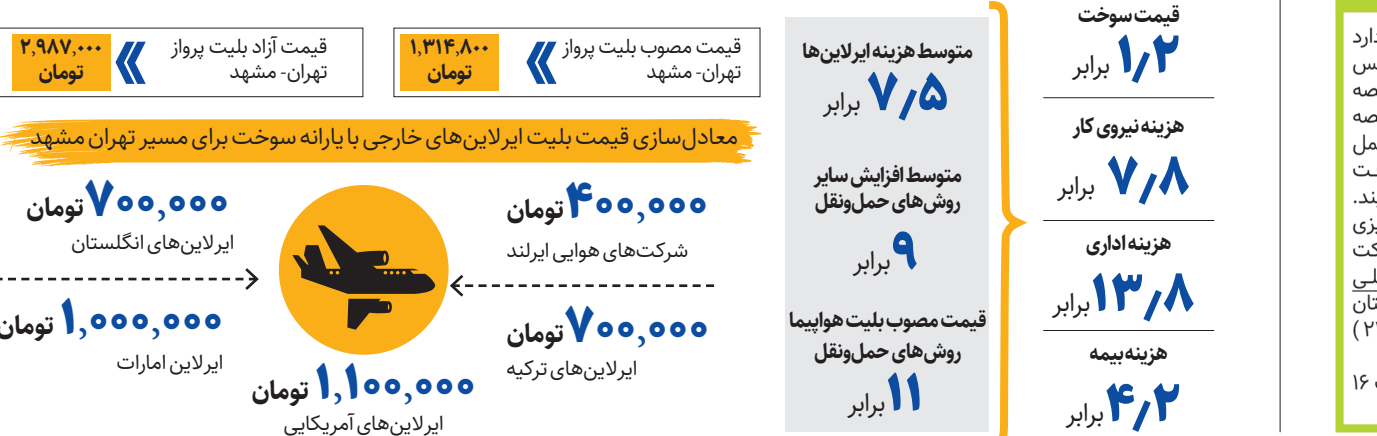 دارد
صه
صه
ند.
۱۶
قیمت سوخت
۱٫۲ برابر
هزینه نیروی کار
۷٫۸ برابر
هزینه اداری
۱۳٫۸ برابر
هزینه بیمه
۴٫۲ برابر
متوسط هزینه ایرلاین‌ها
۷٫۵ برابر
متوسط افزایش سایر
روش‌های حمل‌ونقل
۹ برابر
قیمت مصوب بلیت هواپیما
روش‌های حمل‌ونقل
۱۱ برابر
قیمت مصوب بلیت پرواز
تهران- مشهد
۱,۳۱۴,۸۰۰
تومان
قیمت آزاد بلیت پرواز
تهران- مشهد
۲,۹۸۷,۰۰۰
تومان
معادل‌سازی قیمت بلیت ایرلاین‌های خارجی با یارانه سوخت برای مسیر تهران مشهد
۴۰۰,۰۰۰ تومان
شرکت‌های هوایی ایرلند
۷۰۰,۰۰۰ تومان
ایرلاین‌های ترکیه
۷۰۰,۰۰۰ تومان
ایرلاین‌های انگلستان
۱,۰۰۰,۰۰۰ تومان
ایرلاین امارات
۱,۱۰۰,۰۰۰ تومان
ایرلاین‌های آمریکایی